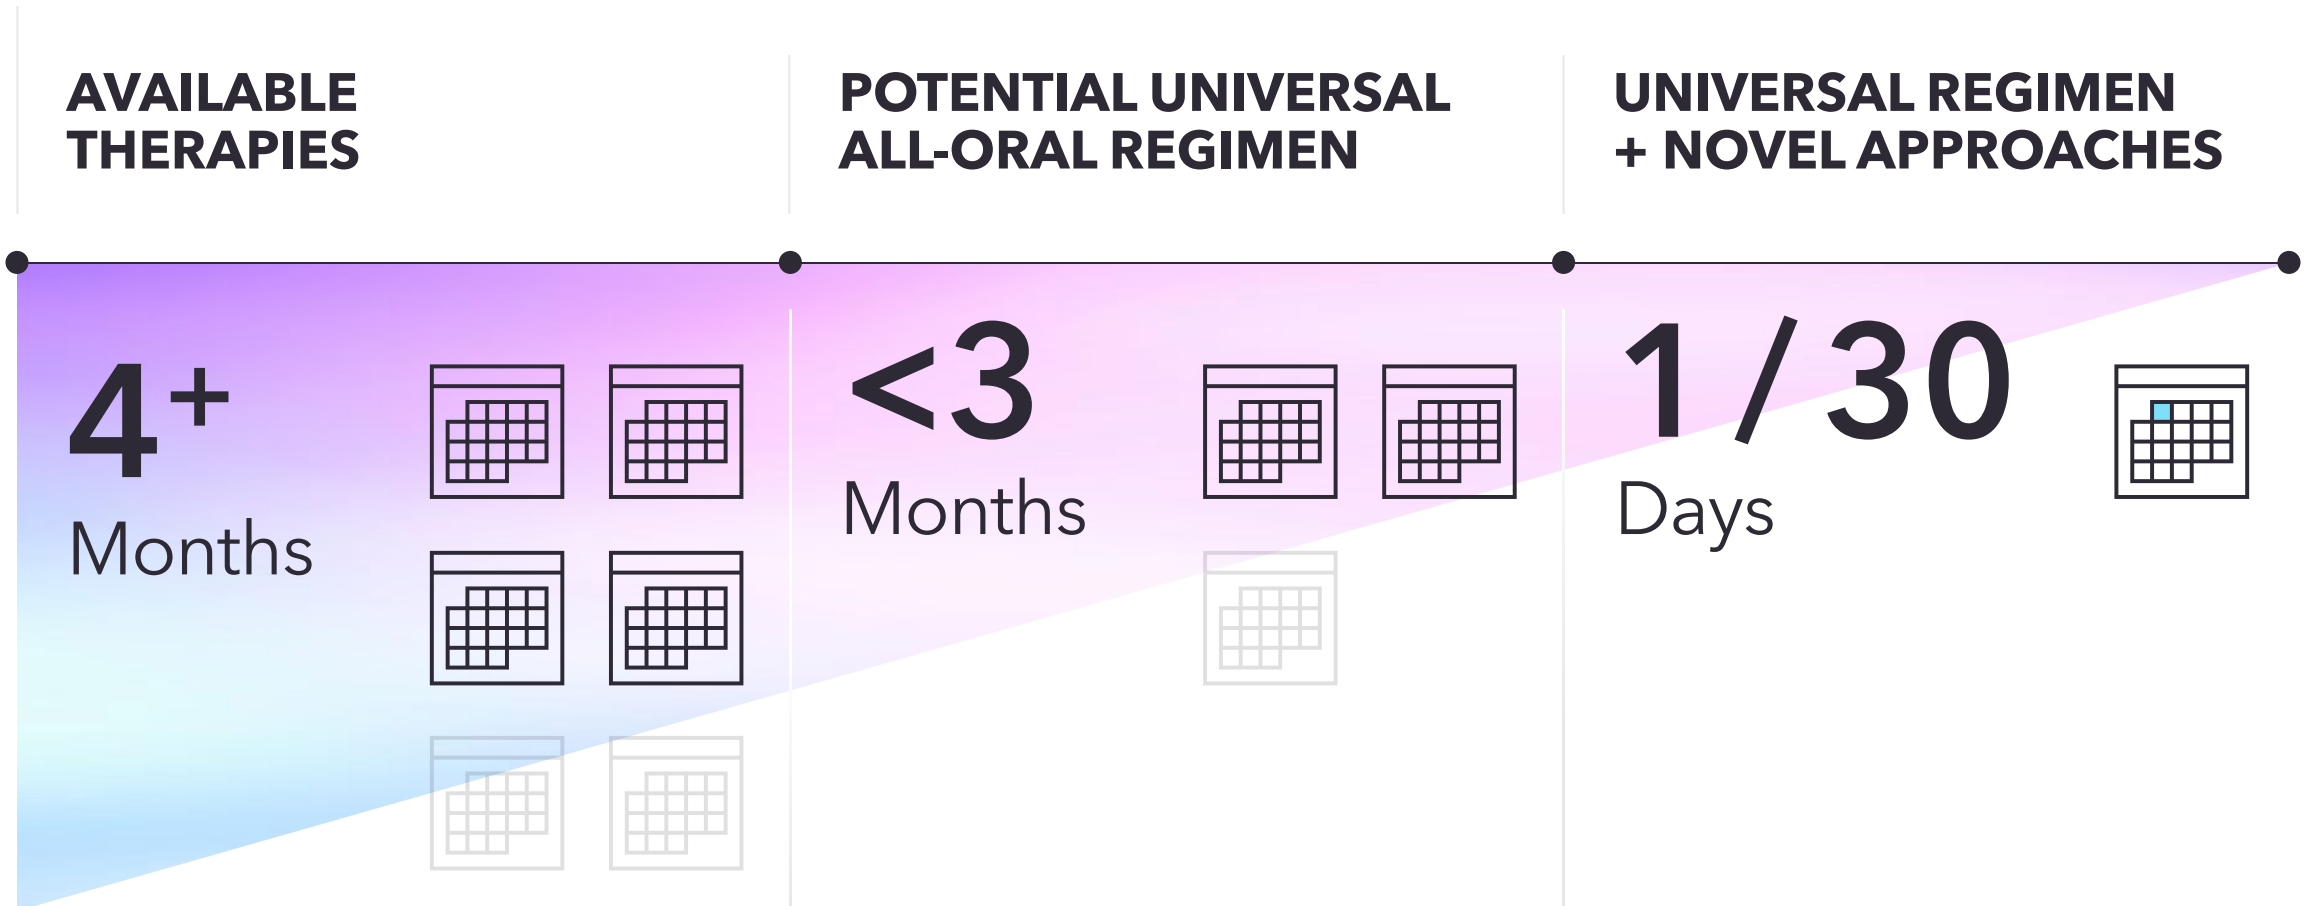 AVAILABLE
THERAPIES
4+
Months
POTENTIAL UNIVERSAL
ALL-ORAL REGIMEN
<3
Months
UNIVERSAL REGIMEN
+ NOVEL APPROACHES
1/30
Days